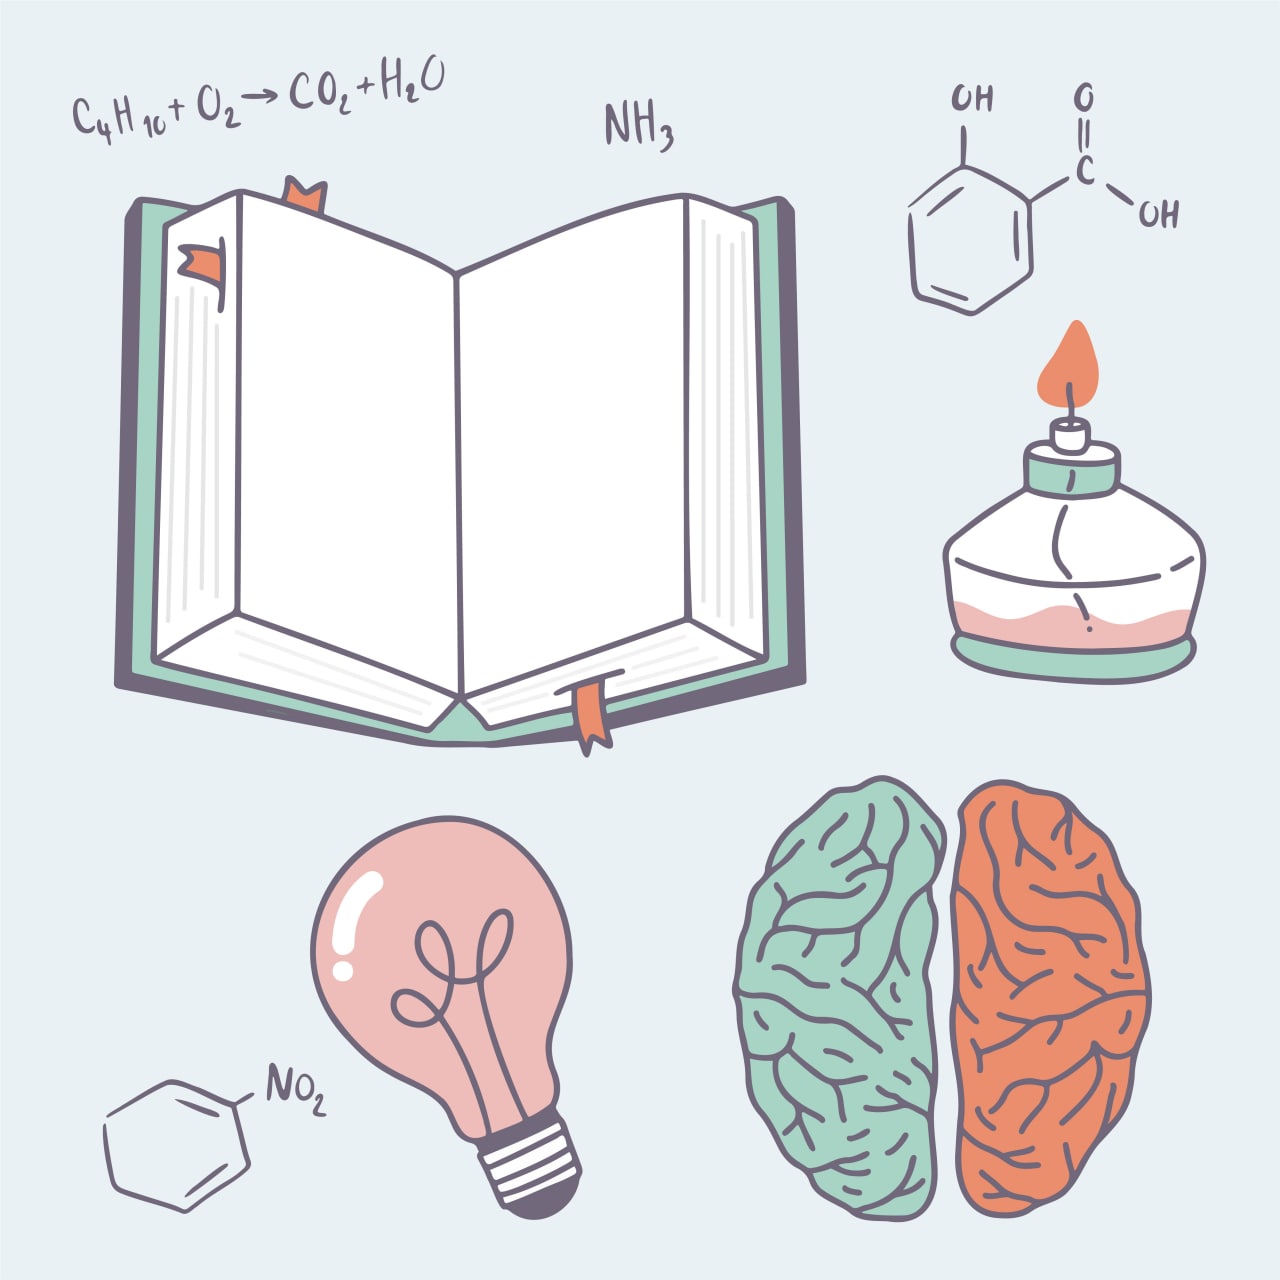 C₄H₁₀ + O₂ → CO₂ + H₂O
NH₃
OH
O
C
OH
NO₂